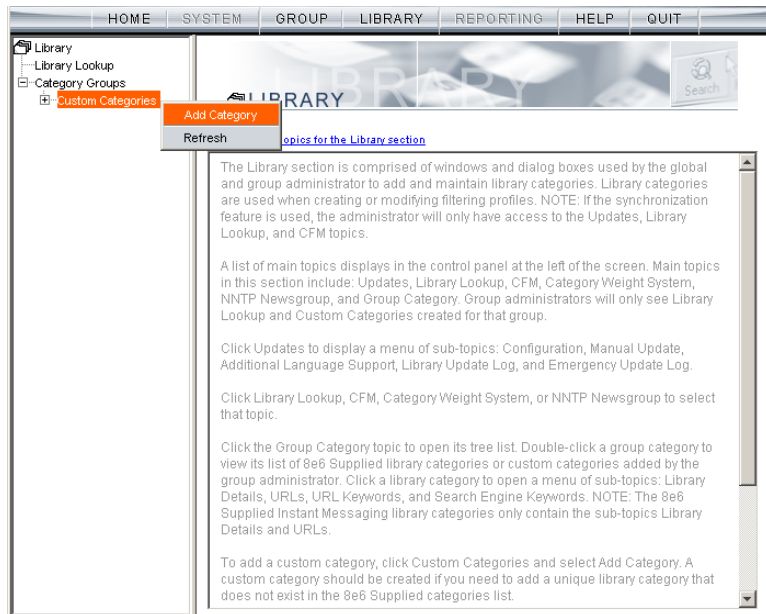 HOME SYSTEM GROUP LIBRARY REPORTING HELP QUIT
Library
Library Lookup
Category Groups
Custom Categories
Add Category
Refresh
LIBRARY
LIBRARY
Search
opics for the Library section
The Library section is comprised of windows and dialog boxes used by the global
and group administrator to add and maintain library categories. Library categories
are used when creating or modifying filtering profiles. NOTE: If the synchronization
feature is used, the administrator will only have access to the Updates, Library
Lookup, and CFM topics.
A list of main topics displays in the control panel at the left of the screen. Main topics
in this section include: Updates, Library Lookup, CFM, Category Weight System,
NNTP Newsgroup, and Group Category. Group administrators will only see Library
Lookup and Custom Categories created for that group.
Click Updates to display a menu of sub-topics: Configuration, Manual Update,
Additional Language Support, Library Update Log, and Emergency Update Log.
Click Library Lookup, CFM, Category Weight System, or NNTP Newsgroup to select
that topic.
Click the Group Category topic to open its tree list. Double-click a group category to
view its list of 8e6 Supplied library categories or custom categories added by the
group administrator. Click a library category to open a menu of sub-topics: Library
Details, URLs, URL Keywords, and Search Engine Keywords. NOTE: The 8e6
Supplied Instant Messaging library categories only contain the sub-topics Library
Details and URLs.
To add a custom category, click Custom Categories and select Add Category. A
custom category should be created if you need to add a unique library category that
does not exist in the 8e6 Supplied categories list.